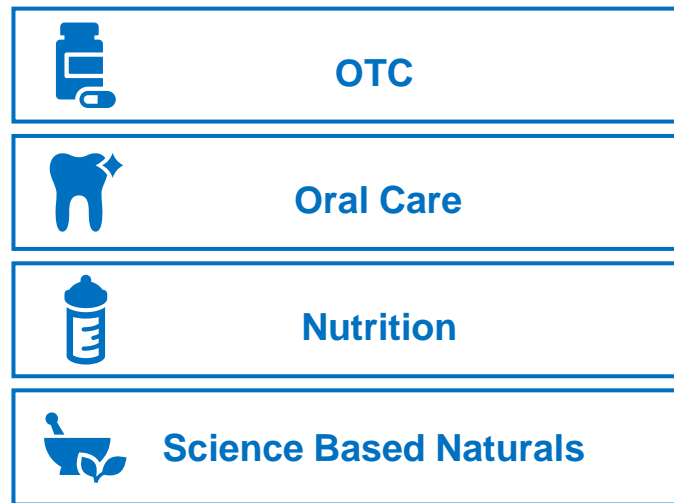 OTC
Oral Care
Nutrition
Science Based Naturals